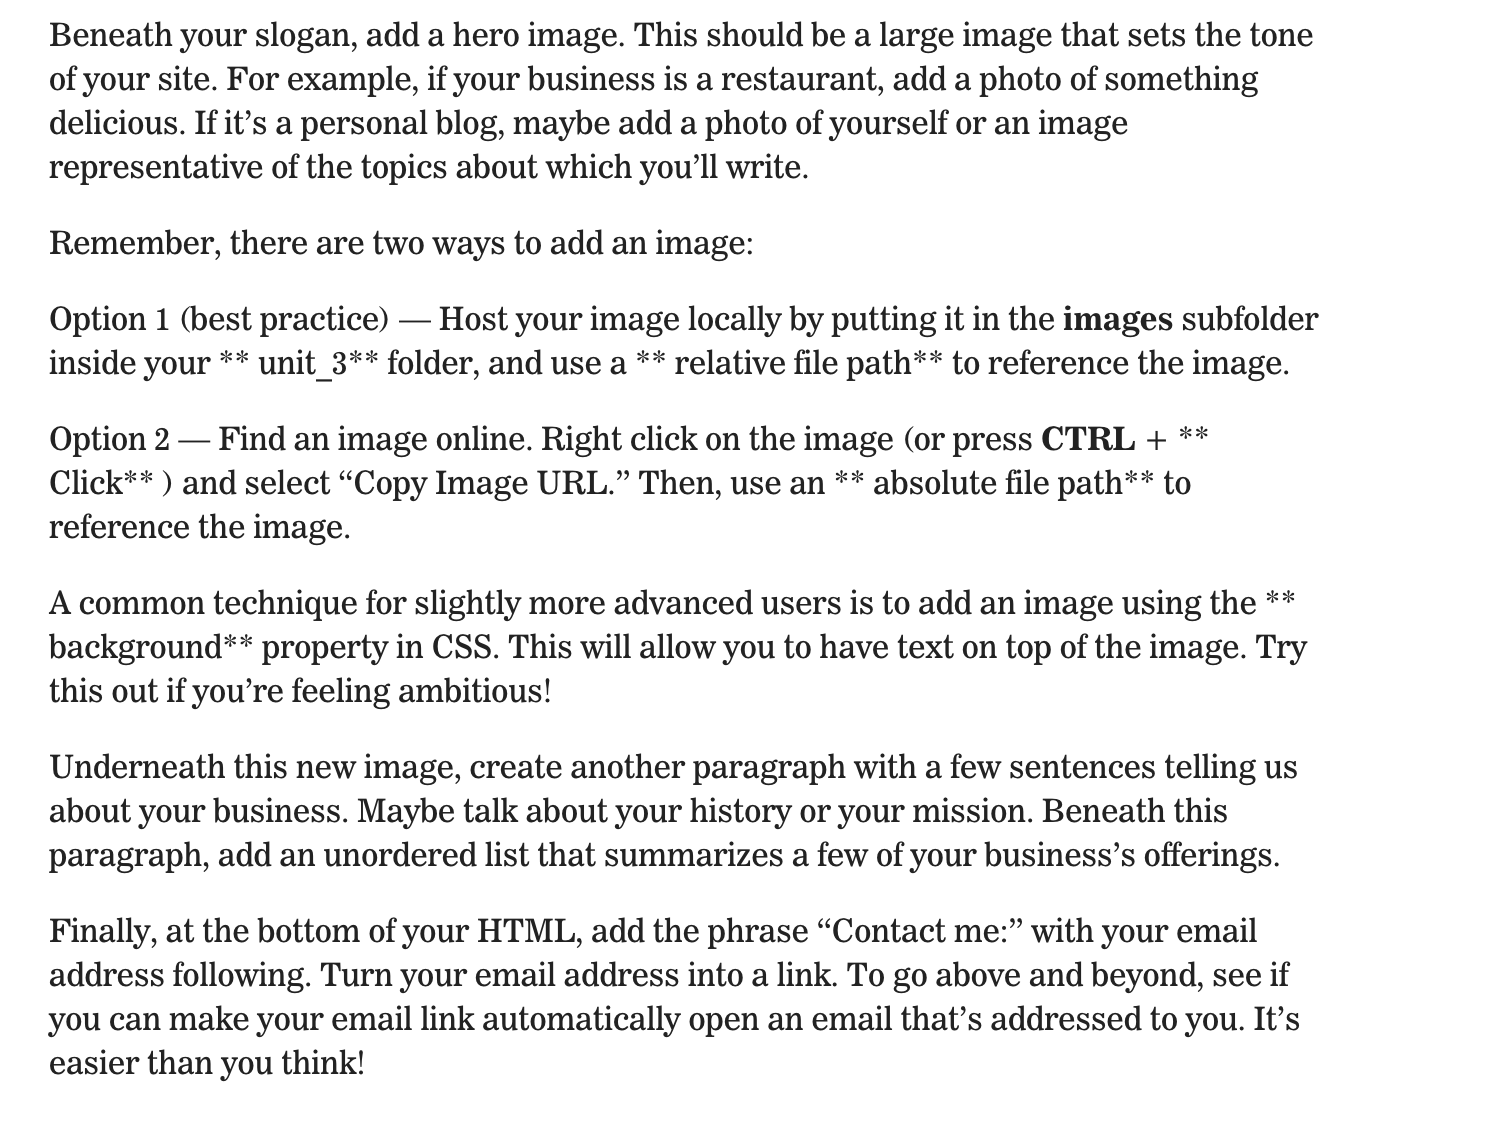 Beneath your slogan, add a hero image. This should be a large image that sets the tone
of your site. For example, if your business is a restaurant, add a photo of something
delicious. If it’s a personal blog, maybe add a photo of yourself or an image
representative of the topics about which you’ll write.
Remember, there are two ways to add an image:
Option 1 (best practice) — Host your image locally by putting it in the images subfolder
inside your ** unit_3** folder, and use a ** relative file path** to reference the image.
Option 2 — Find an image online. Right click on the image (or press CTRL + **
Click** ) and select “Copy Image URL.” Then, use an ** absolute file path** to
reference the image.
A common technique for slightly more advanced users is to add an image using the **
background** property in CSS. This will allow you to have text on top of the image. Try
this out if you’re feeling ambitious!
Underneath this new image, create another paragraph with a few sentences telling us
about your business. Maybe talk about your history or your mission. Beneath this
paragraph, add an unordered list that summarizes a few of your business’s offerings.
Finally, at the bottom of your HTML, add the phrase “Contact me:” with your email
address following. Turn your email address into a link. To go above and beyond, see if
you can make your email link automatically open an email that’s addressed to you. It’s
easier than you think!